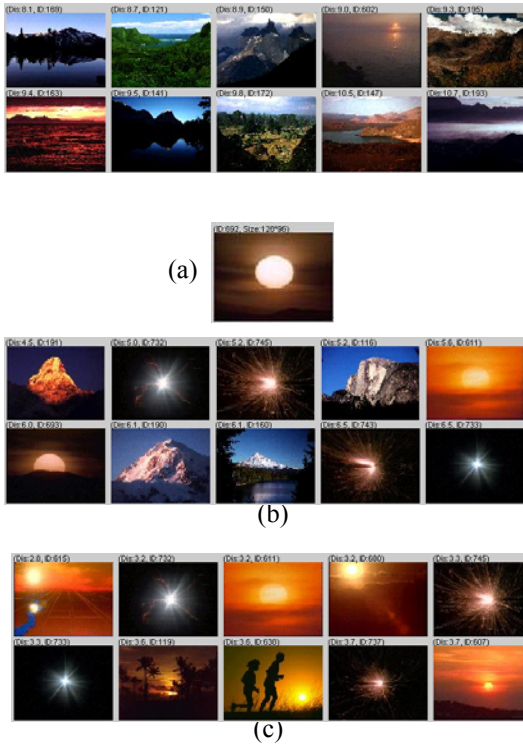 (Dis:8.1, ID:169) (Dis:8.7, ID:121) (Dis:8.9, ID:150) (Dis:9.0, ID:602) (Dis:9.3, ID:195)
(Dis:9.4, ID:163) (Dis:9.5, ID:141) (Dis:9.8, ID:172) (Dis:10.5, ID:147) (Dis:10.7, ID:193)
(ID:692, Size:120*96)
(a)
(Dis:4.5, ID:191) (Dis:5.0, ID:732) (Dis:5.2, ID:745) (Dis:5.2, ID:116) (Dis:5.6, ID:611)
(Dis:6.0, ID:693) (Dis:6.1, ID:190) (Dis:6.1, ID:160) (Dis:6.5, ID:743) (Dis:6.5, ID:733)
(b)
(Dis:2.0, ID:615) (Dis:3.2, ID:732) (Dis:3.2, ID:611) (Dis:3.2, ID:680) (Dis:3.3, ID:745)
(Dis:3.3, ID:733) (Dis:3.6, ID:119) (Dis:3.6, ID:630) (Dis:3.7, ID:737) (Dis:3.7, ID:607)
(c)